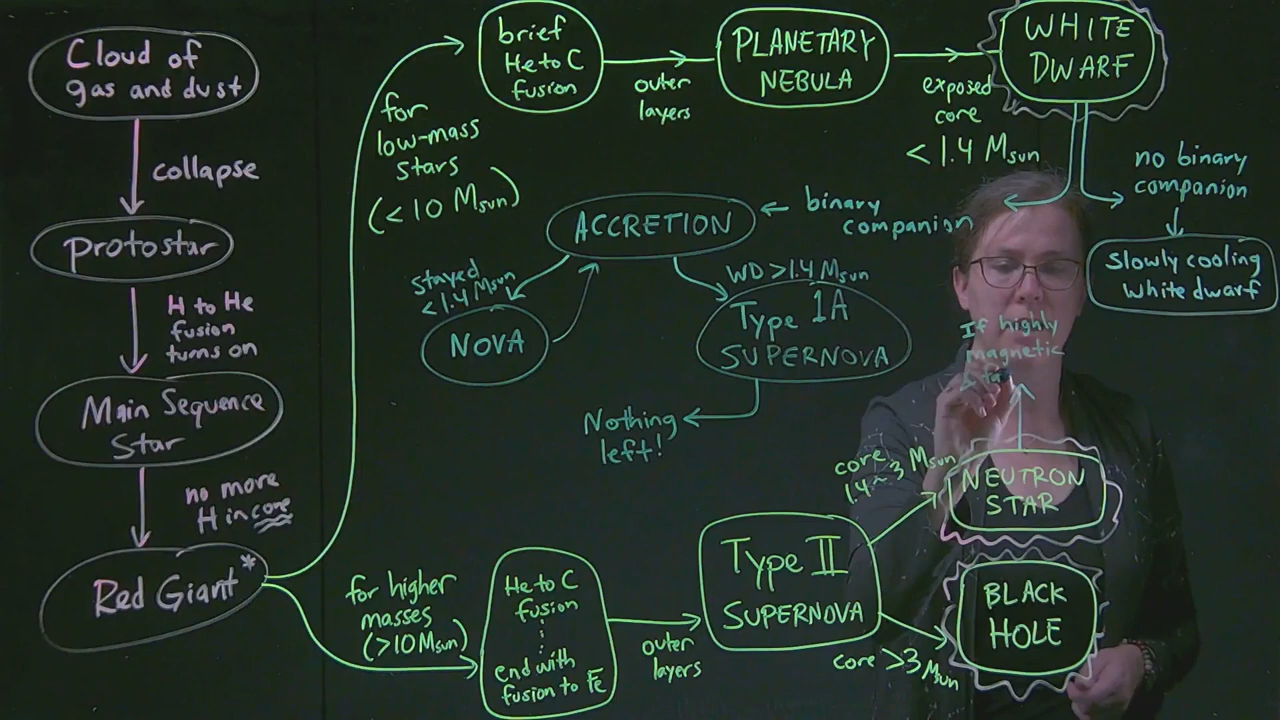 Cloud of
gas and dust
collapse
Protostar
H to He
fusion
turns on
Main Sequence
Star
no more
H in core
Red Giant*
for
low-mass
stars
(<10 Msun)
brief
He to C
fusion
outer
layers
PLANETARY
NEBULA
exposed
core
<1.4 Msun
WHITE
DWARF
no binary
companion
Slowly cooling
white dwarf
binary
companion
ACCRETION
stayed
<1.4 Msun
NOVA
WD >1.4 Msun
Type 1A
SUPERNOVA
Nothing
left!
for higher
masses
(>10 Msun)
He to C
fusion
end with
fusion to Fe
outer
layers
Type II
SUPERNOVA
core
1.4~3 Msun
NEUTRON
STAR
If highly
magnetic
core >3 Msun
BLACK
HOLE